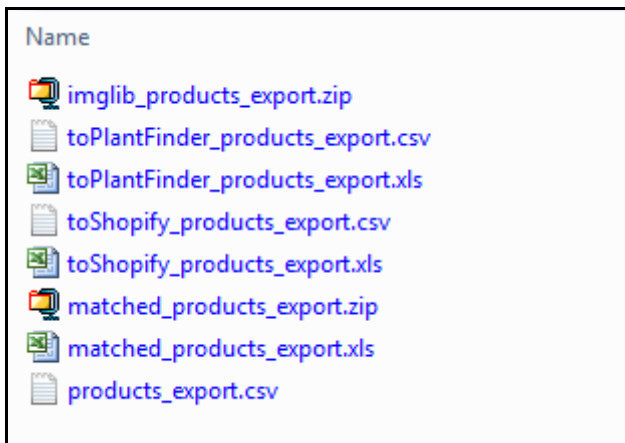 Name
imglib_products_export.zip
toPlantFinder_products_export.csv
toPlantFinder_products_export.xls
toShopify_products_export.csv
toShopify_products_export.xls
matched_products_export.zip
matched_products_export.xls
products_export.csv